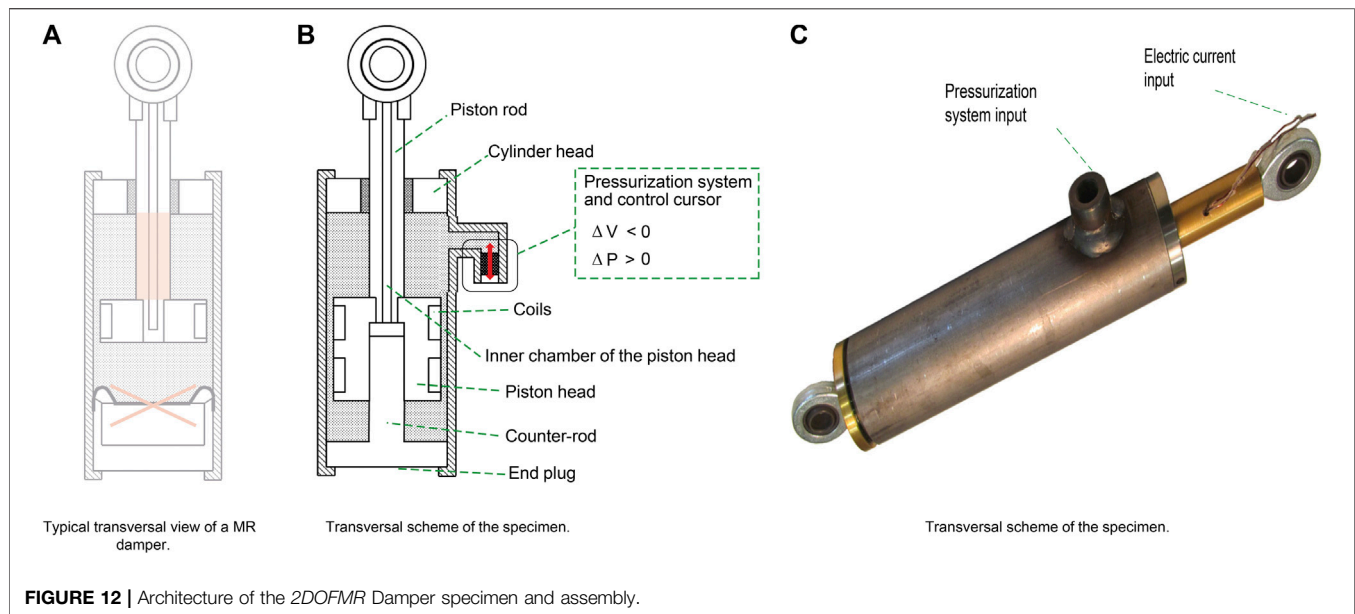 A
B
C
Piston rod
Cylinder head
Pressurization system
and control cursor
Δ V < 0
Δ P > 0
Coils
Inner chamber of the piston head
Piston head
Counter-rod
End plug
Pressurization
system input
Electric current
input
Typical transversal view of a MR
damper.
Transversal scheme of the specimen.
Transversal scheme of the specimen.
FIGURE 12 | Architecture of the 2DOFMR Damper specimen and assembly.